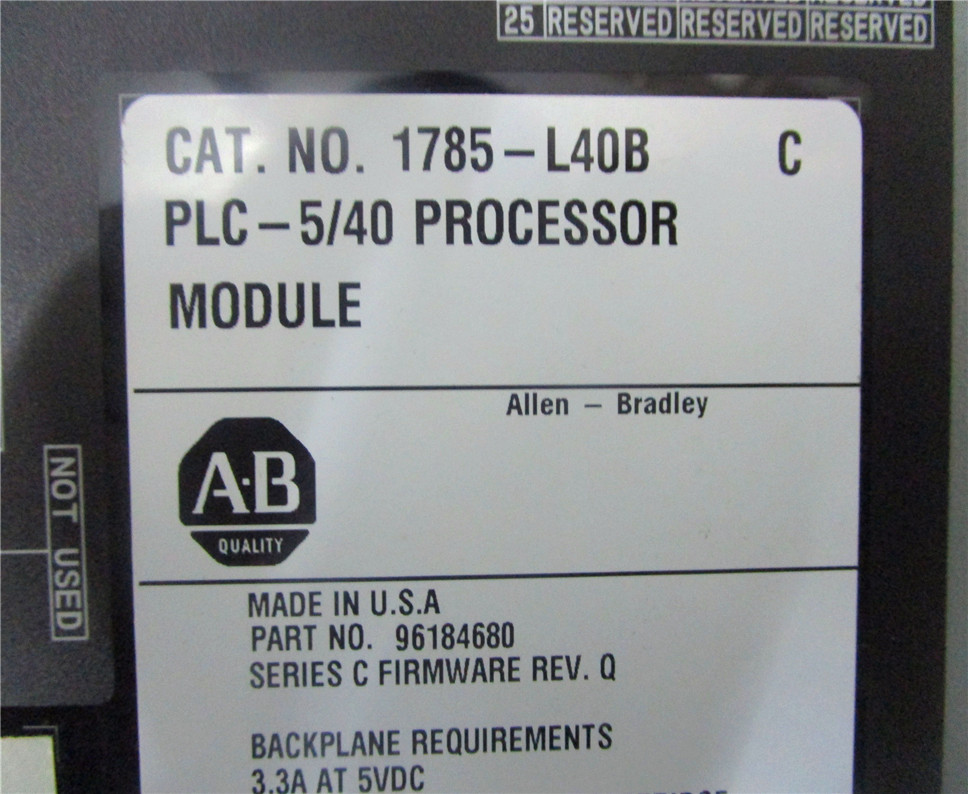 25 RESERVED RESERVED RESERVED
CAT. NO. 1785-L40B C
PLC-5/40 PROCESSOR
MODULE
Allen - Bradley
A·B
QUALITY
NOT USED
MADE IN U.S.A
PART NO. 96184680
SERIES C FIRMWARE REV. Q
BACKPLANE REQUIREMENTS
3.3A AT 5VDC